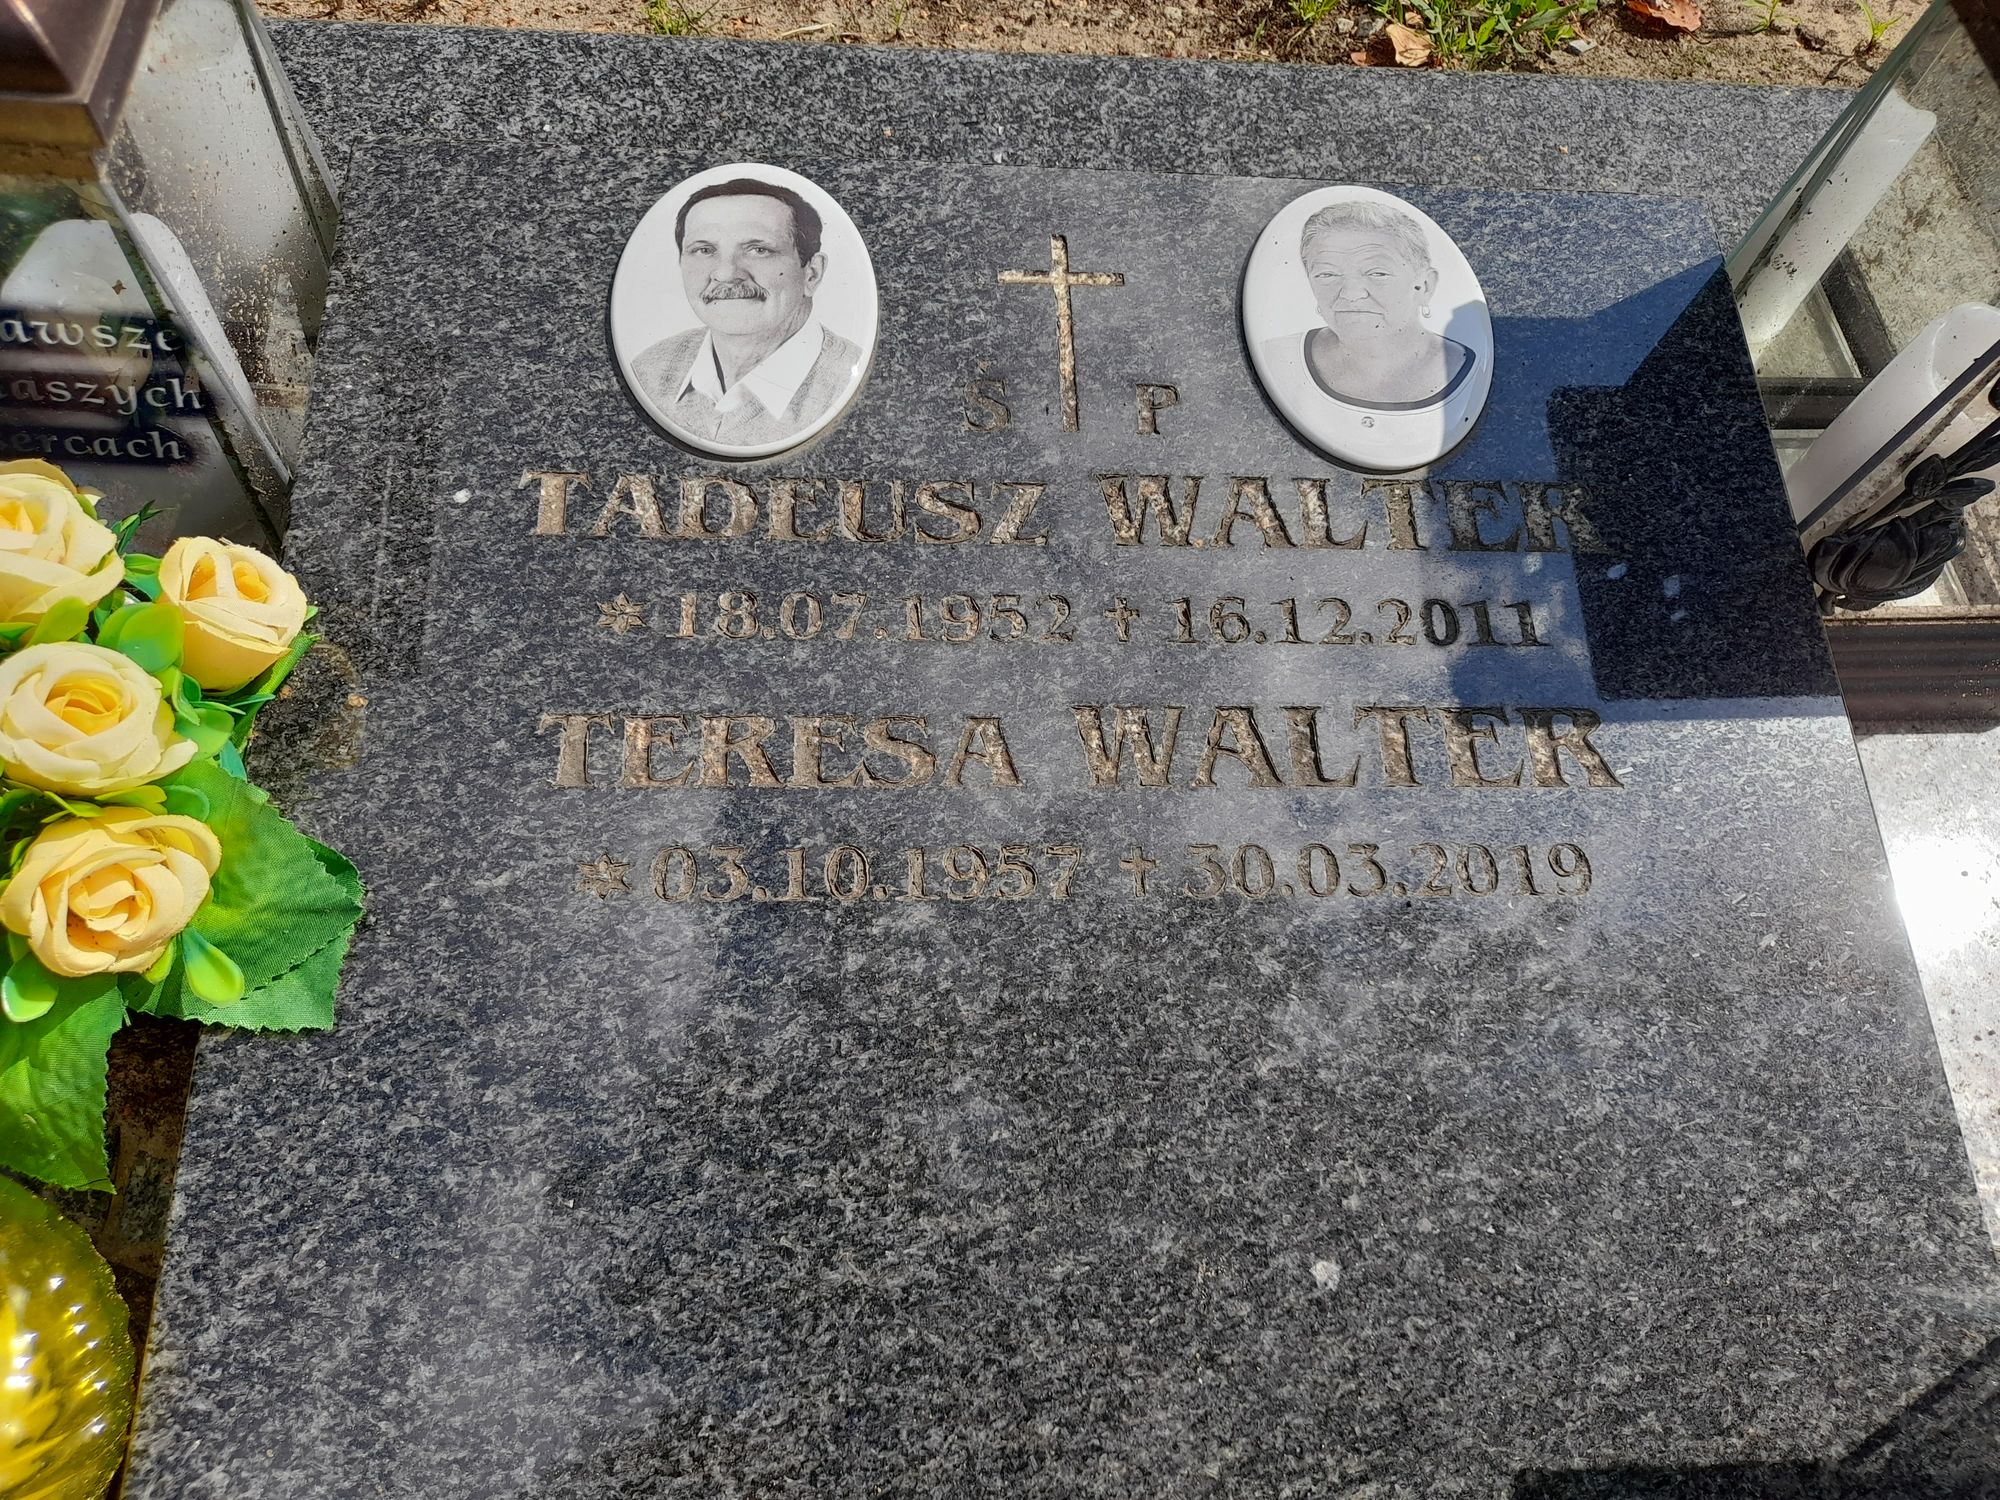 Ś P
TADEUSZ WALTER
* 18.07.1952 † 16.12.2011
TERESA WALTER
* 03.10.1957 † 30.03.2019
sercach